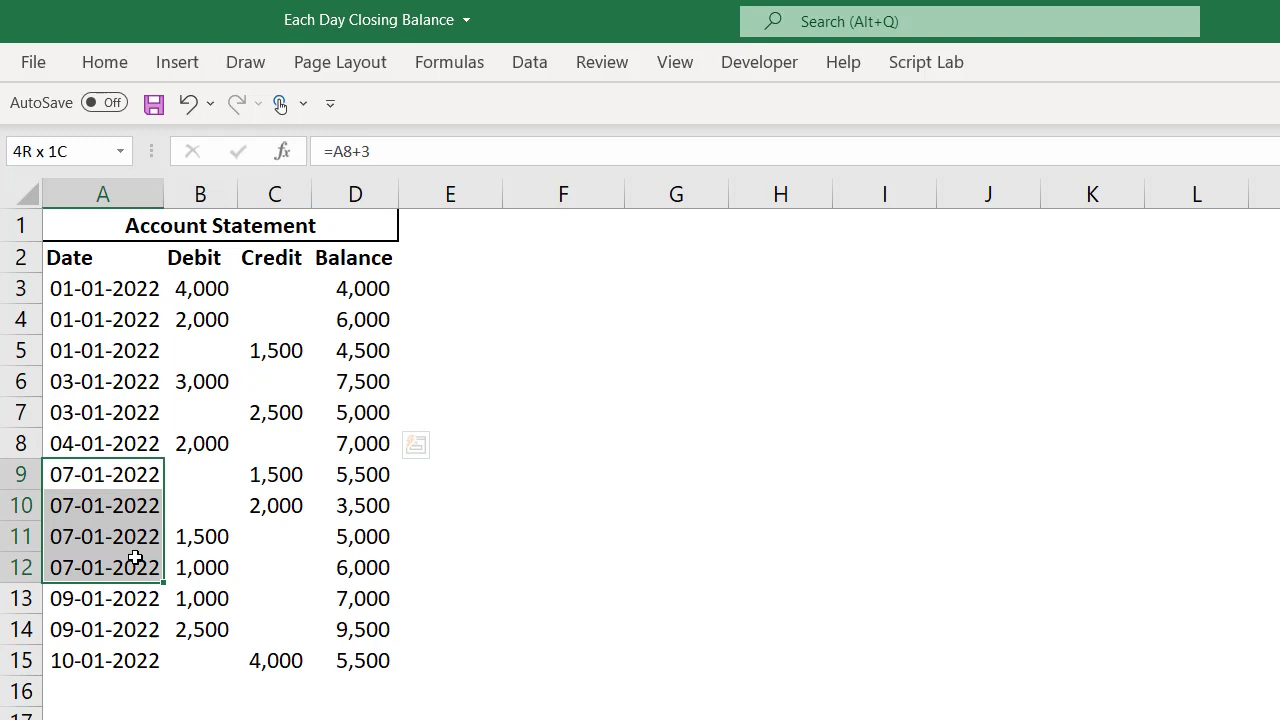 Each Day Closing Balance
Search (Alt+Q)
File Home Insert Draw Page Layout Formulas Data Review View Developer Help Script Lab
AutoSave Off
4R x 1C fx =A8+3
A B C D E F G H I J K L
1 Account Statement
2 Date Debit Credit Balance
3 01-01-2022 4,000 4,000
4 01-01-2022 2,000 6,000
5 01-01-2022 1,500 4,500
6 03-01-2022 3,000 7,500
7 03-01-2022 2,500 5,000
8 04-01-2022 2,000 7,000
9 07-01-2022 1,500 5,500
10 07-01-2022 2,000 3,500
11 07-01-2022 1,500 5,000
12 07-01-2022 1,000 6,000
13 09-01-2022 1,000 7,000
14 09-01-2022 2,500 9,500
15 10-01-2022 4,000 5,500
16
17